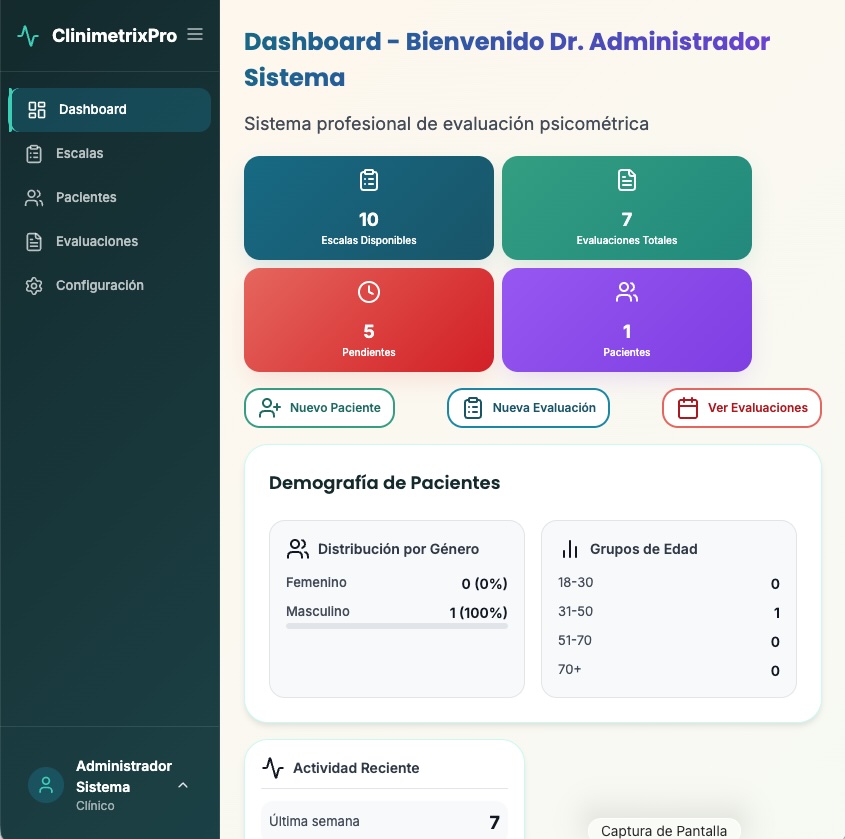 ClinimetrixPro
Dashboard
Escalas
Pacientes
Evaluaciones
Configuración
Administrador
Sistema
Clínico
Dashboard - Bienvenido Dr. Administrador
Sistema
Sistema profesional de evaluación psicométrica
10
Escalas Disponibles
7
Evaluaciones Totales
5
Pendientes
1
Pacientes
Nuevo Paciente
Nueva Evaluación
Ver Evaluaciones
Demografía de Pacientes
Distribución por Género
Femenino 0 (0%)
Masculino 1 (100%)
Grupos de Edad
18-30 0
31-50 1
51-70 0
70+ 0
Actividad Reciente
Última semana 7
Captura de Pantalla